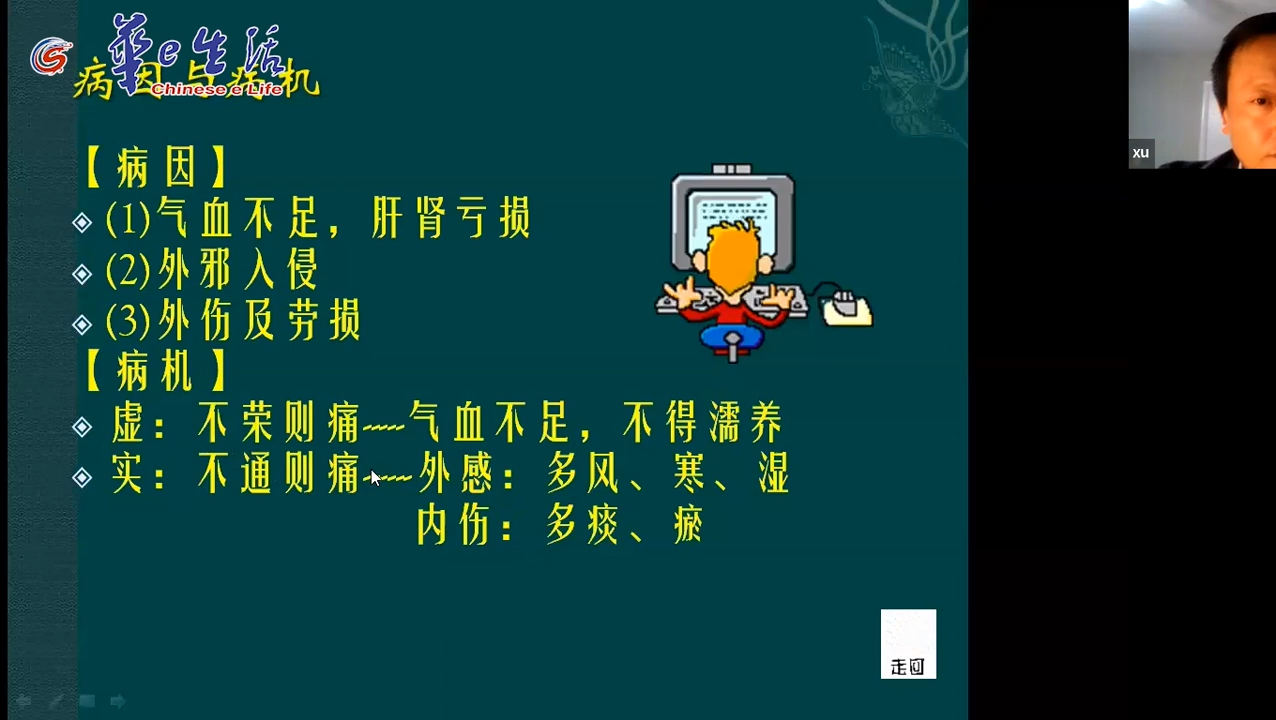 华e生活
Chinese e Life
病因与病机
【病因】
(1)气血不足，肝肾亏损
(2)外邪入侵
(3)外伤及劳损
【病机】
虚：不荣则痛----气血不足，不得濡养
实：不通则痛----外感：多风、寒、湿
内伤：多痰、瘀
走回
xu